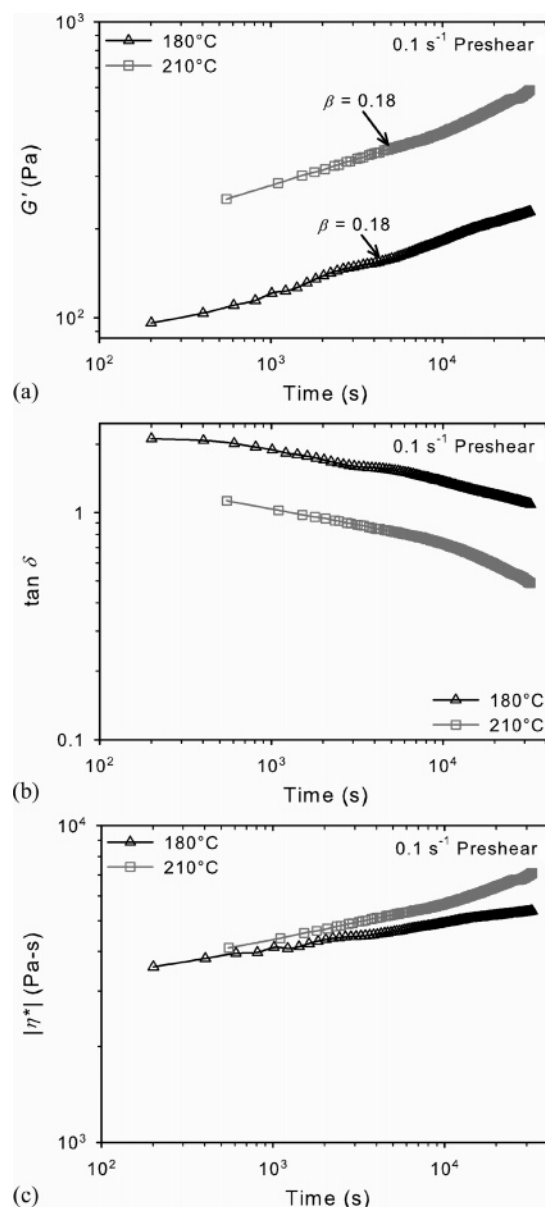 10³
180°C
0.1 s⁻¹ Preshear
210°C
β = 0.18
G' (Pa)
β = 0.18
10²
10² 10³ 10⁴
(a)
Time (s)
0.1 s⁻¹ Preshear
1
tan δ
180°C
210°C
0.1
10² 10³ 10⁴
(b)
Time (s)
10⁴
180°C
0.1 s⁻¹ Preshear
210°C
|η*| (Pa-s)
10³
10² 10³ 10⁴
(c)
Time (s)